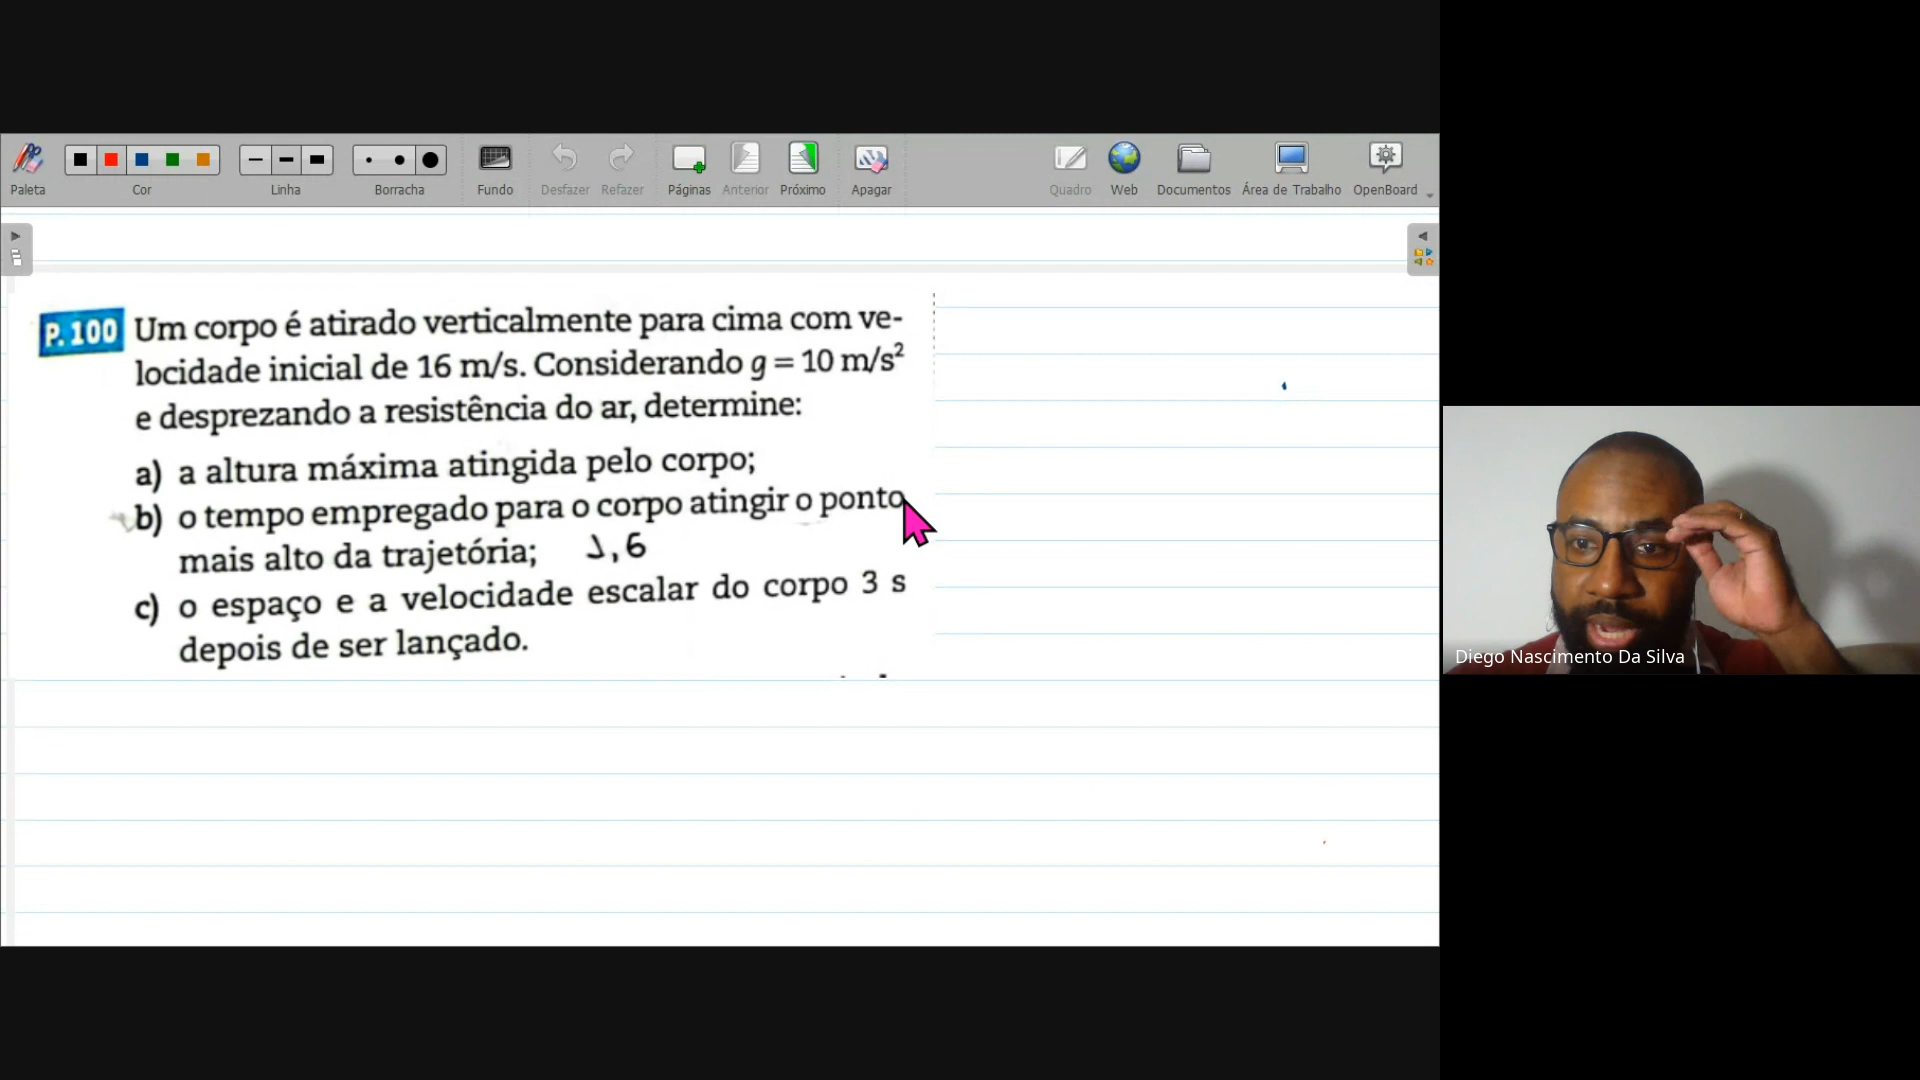 Paleta
Cor
Linha
Borracha
Fundo
Desfazer
Refazer
Páginas
Anterior
Próximo
Apagar
Quadro
Web
Documentos
Área de Trabalho
OpenBoard
P. 100 Um corpo é atirado verticalmente para cima com ve-
locidade inicial de 16 m/s. Considerando g = 10 m/s²
e desprezando a resistência do ar, determine:
a) a altura máxima atingida pelo corpo;
b) o tempo empregado para o corpo atingir o ponto
mais alto da trajetória; 1,6
c) o espaço e a velocidade escalar do corpo 3 s
depois de ser lançado.
Diego Nascimento Da Silva